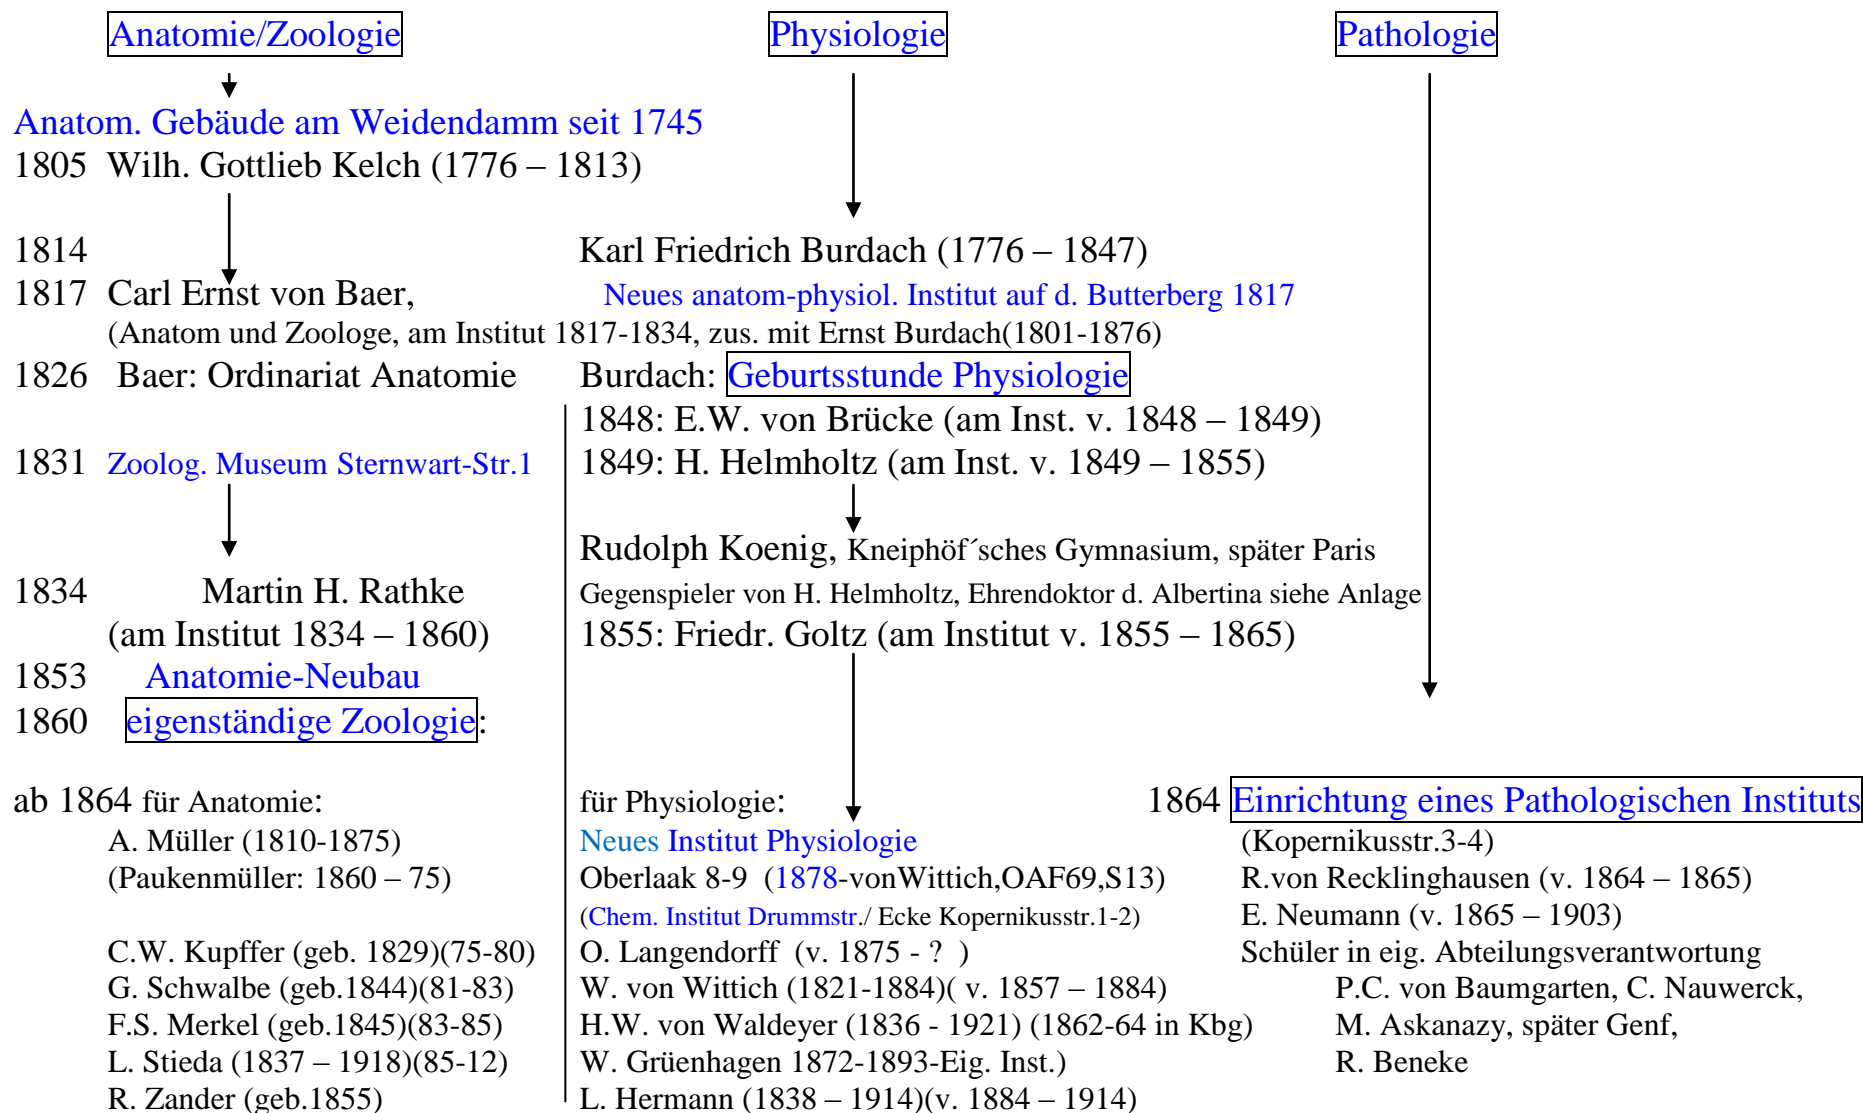 Anatomie/Zoologie Physiologie Pathologie
Anatom. Gebäude am Weidendamm seit 1745
1805 Wilh. Gottlieb Kelch (1776 – 1813)
1814 Karl Friedrich Burdach (1776 – 1847)
1817 Carl Ernst von Baer, Neues anatom-physiol. Institut auf d. Butterberg 1817
(Anatom und Zoologe, am Institut 1817-1834, zus. mit Ernst Burdach(1801-1876)
1826 Baer: Ordinariat Anatomie Burdach: Geburtsstunde Physiologie
1848: E.W. von Brücke (am Inst. v. 1848 – 1849)
1831 Zoolog. Museum Sternwart-Str.1 1849: H. Helmholtz (am Inst. v. 1849 – 1855)
Rudolph Koenig, Kneiphöf´sches Gymnasium, später Paris
1834 Martin H. Rathke Gegenspieler von H. Helmholtz, Ehrendoktor d. Albertina siehe Anlage
(am Institut 1834 – 1860) 1855: Friedr. Goltz (am Institut v. 1855 – 1865)
1853 Anatomie-Neubau
1860 eigenständige Zoologie:
ab 1864 für Anatomie: für Physiologie: 1864 Einrichtung eines Pathologischen Instituts
A. Müller (1810-1875) Neues Institut Physiologie (Kopernikusstr.3-4)
(Paukenmüller: 1860 – 75) Oberlaak 8-9 (1878-vonWittich,OAF69,S13) R.von Recklinghausen (v. 1864 – 1865)
(Chem. Institut Drummstr./ Ecke Kopernikusstr.1-2) E. Neumann (v. 1865 – 1903)
C.W. Kupffer (geb. 1829)(75-80) O. Langendorff (v. 1875 - ? ) Schüler in eig. Abteilungsverantwortung
G. Schwalbe (geb.1844)(81-83) W. von Wittich (1821-1884)( v. 1857 – 1884) P.C. von Baumgarten, C. Nauwerck,
F.S. Merkel (geb.1845)(83-85) H.W. von Waldeyer (1836 - 1921) (1862-64 in Kbg) M. Askanazy, später Genf,
L. Stieda (1837 – 1918)(85-12) W. Grüenhagen 1872-1893-Eig. Inst.) R. Beneke
R. Zander (geb.1855) L. Hermann (1838 – 1914)(v. 1884 – 1914)